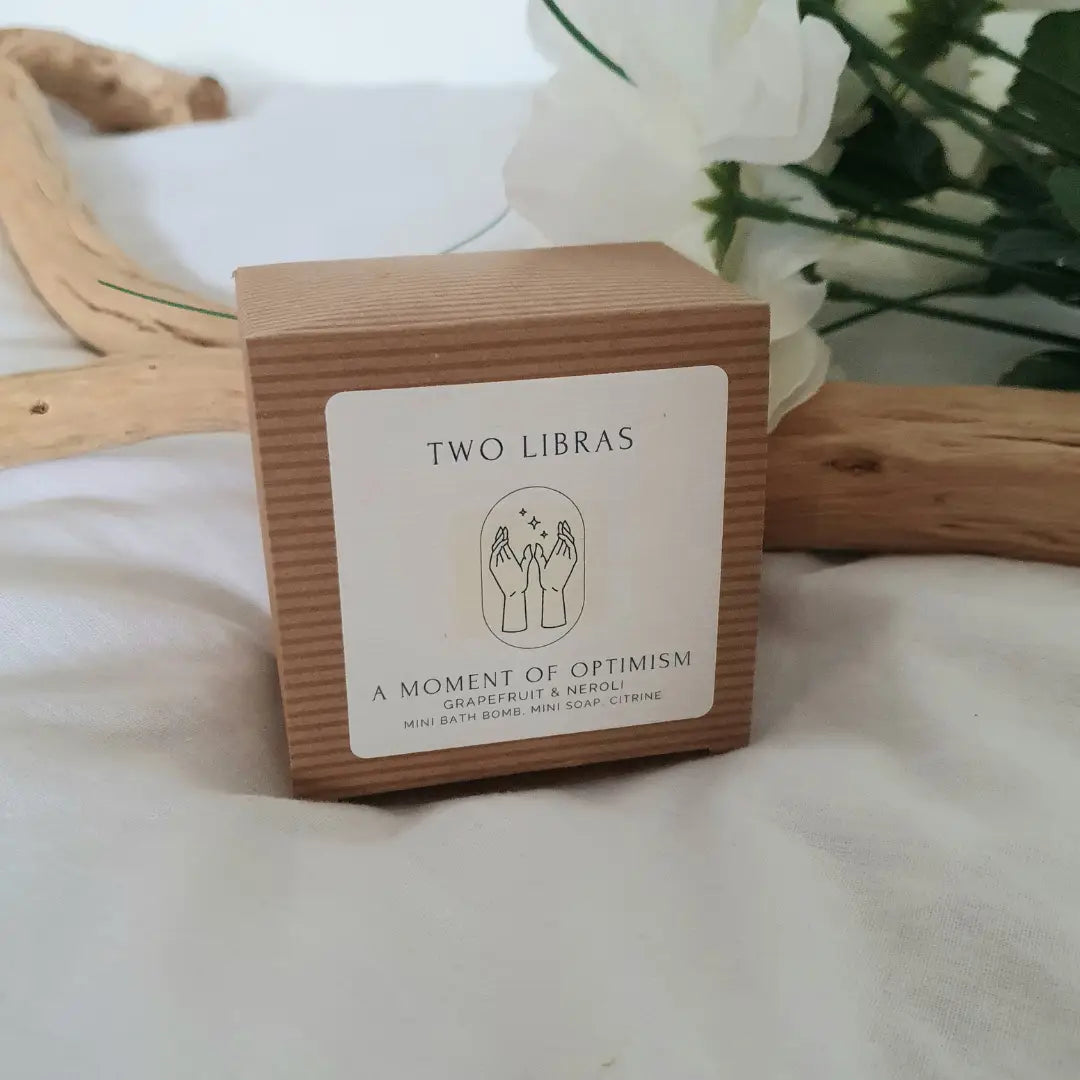 TWO LIBRAS
A MOMENT OF OPTIMISM
GRAPEFRUIT & NEROLI
MINI BATH BOMB. MINI SOAP. CITRINE